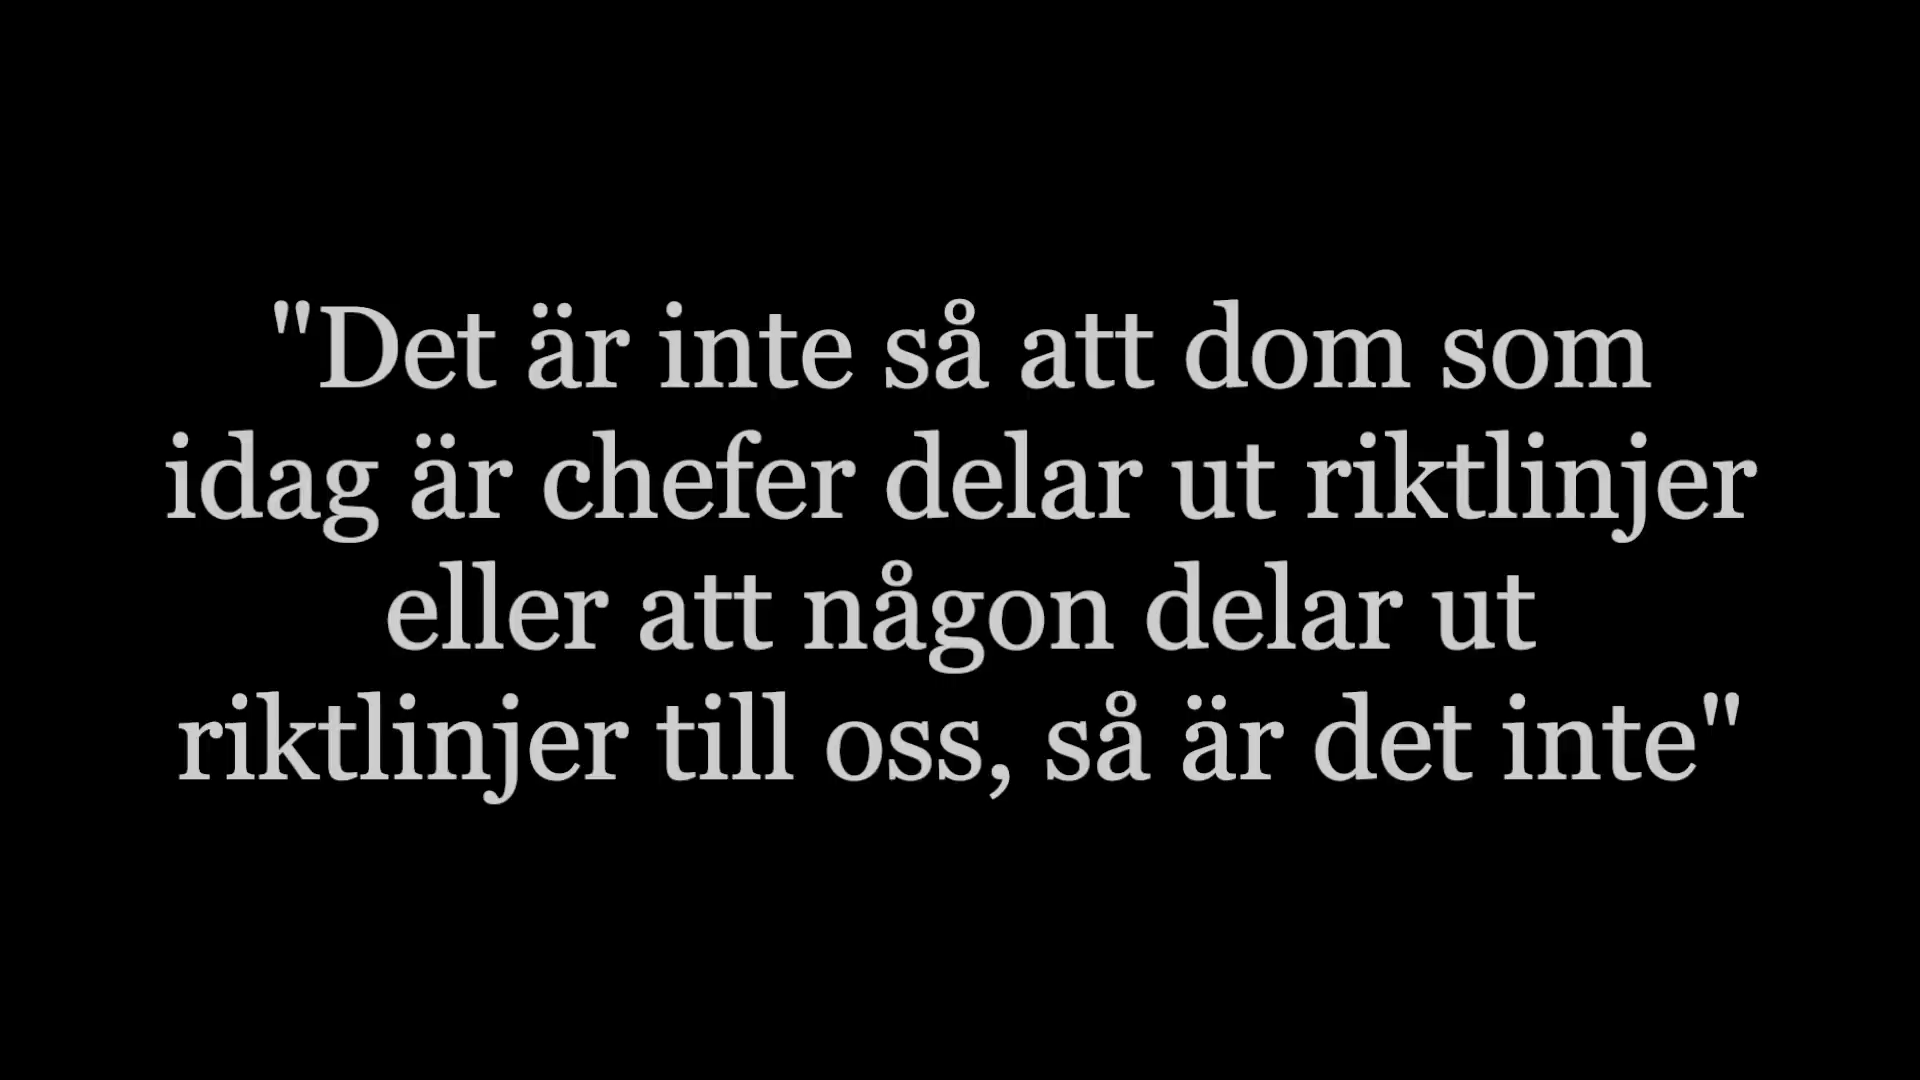 "Det är inte så att dom som
idag är chefer delar ut riktlinjer
eller att någon delar ut
riktlinjer till oss, så är det inte"